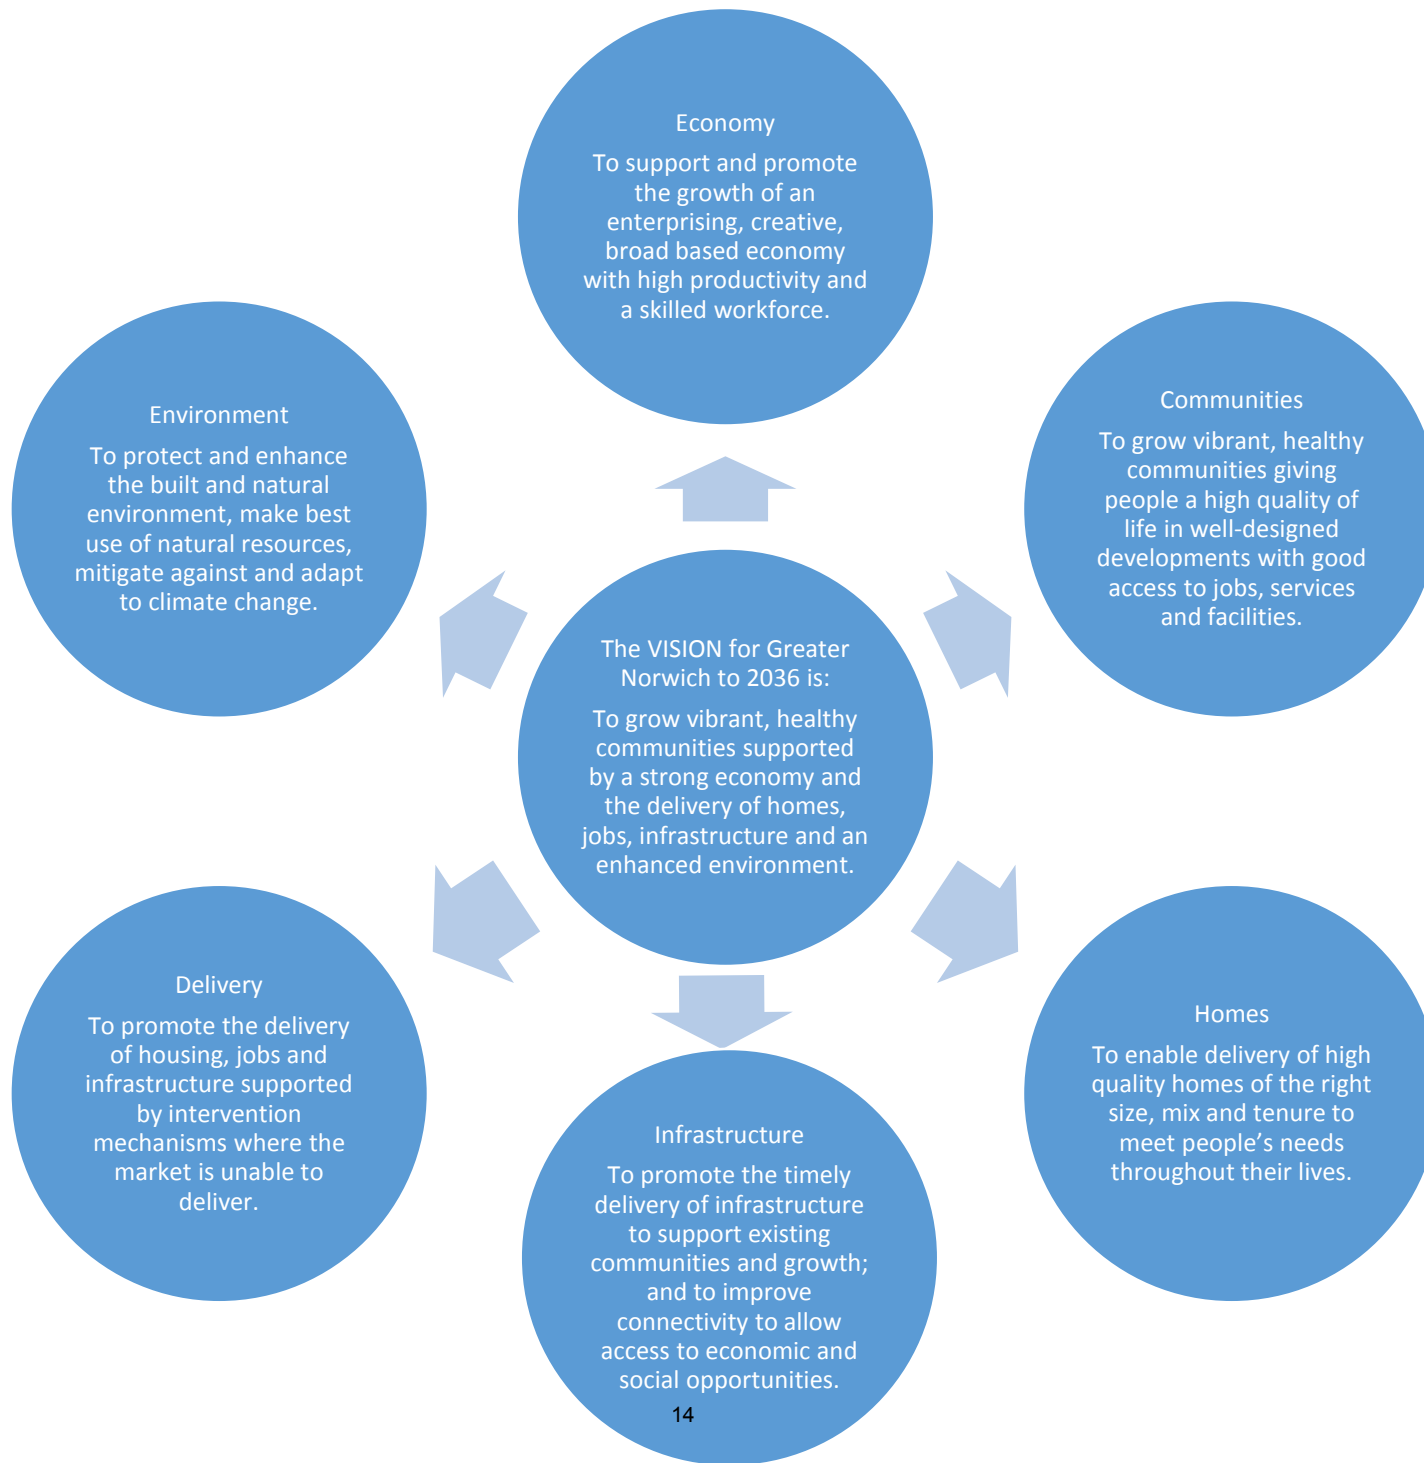 Economy
To support and promote
the growth of an
enterprising, creative,
broad based economy
with high productivity and
a skilled workforce.
Communities
To grow vibrant, healthy
communities giving
people a high quality of
life in well-designed
developments with good
access to jobs, services
and facilities.
Homes
To enable delivery of high
quality homes of the right
size, mix and tenure to
meet people’s needs
throughout their lives.
Infrastructure
To promote the timely
delivery of infrastructure
to support existing
communities and growth;
and to improve
connectivity to allow
access to economic and
social opportunities.
Delivery
To promote the delivery
of housing, jobs and
infrastructure supported
by intervention
mechanisms where the
market is unable to
deliver.
Environment
To protect and enhance
the built and natural
environment, make best
use of natural resources,
mitigate against and adapt
to climate change.
The VISION for Greater
Norwich to 2036 is:
To grow vibrant, healthy
communities supported
by a strong economy and
the delivery of homes,
jobs, infrastructure and an
enhanced environment.
14